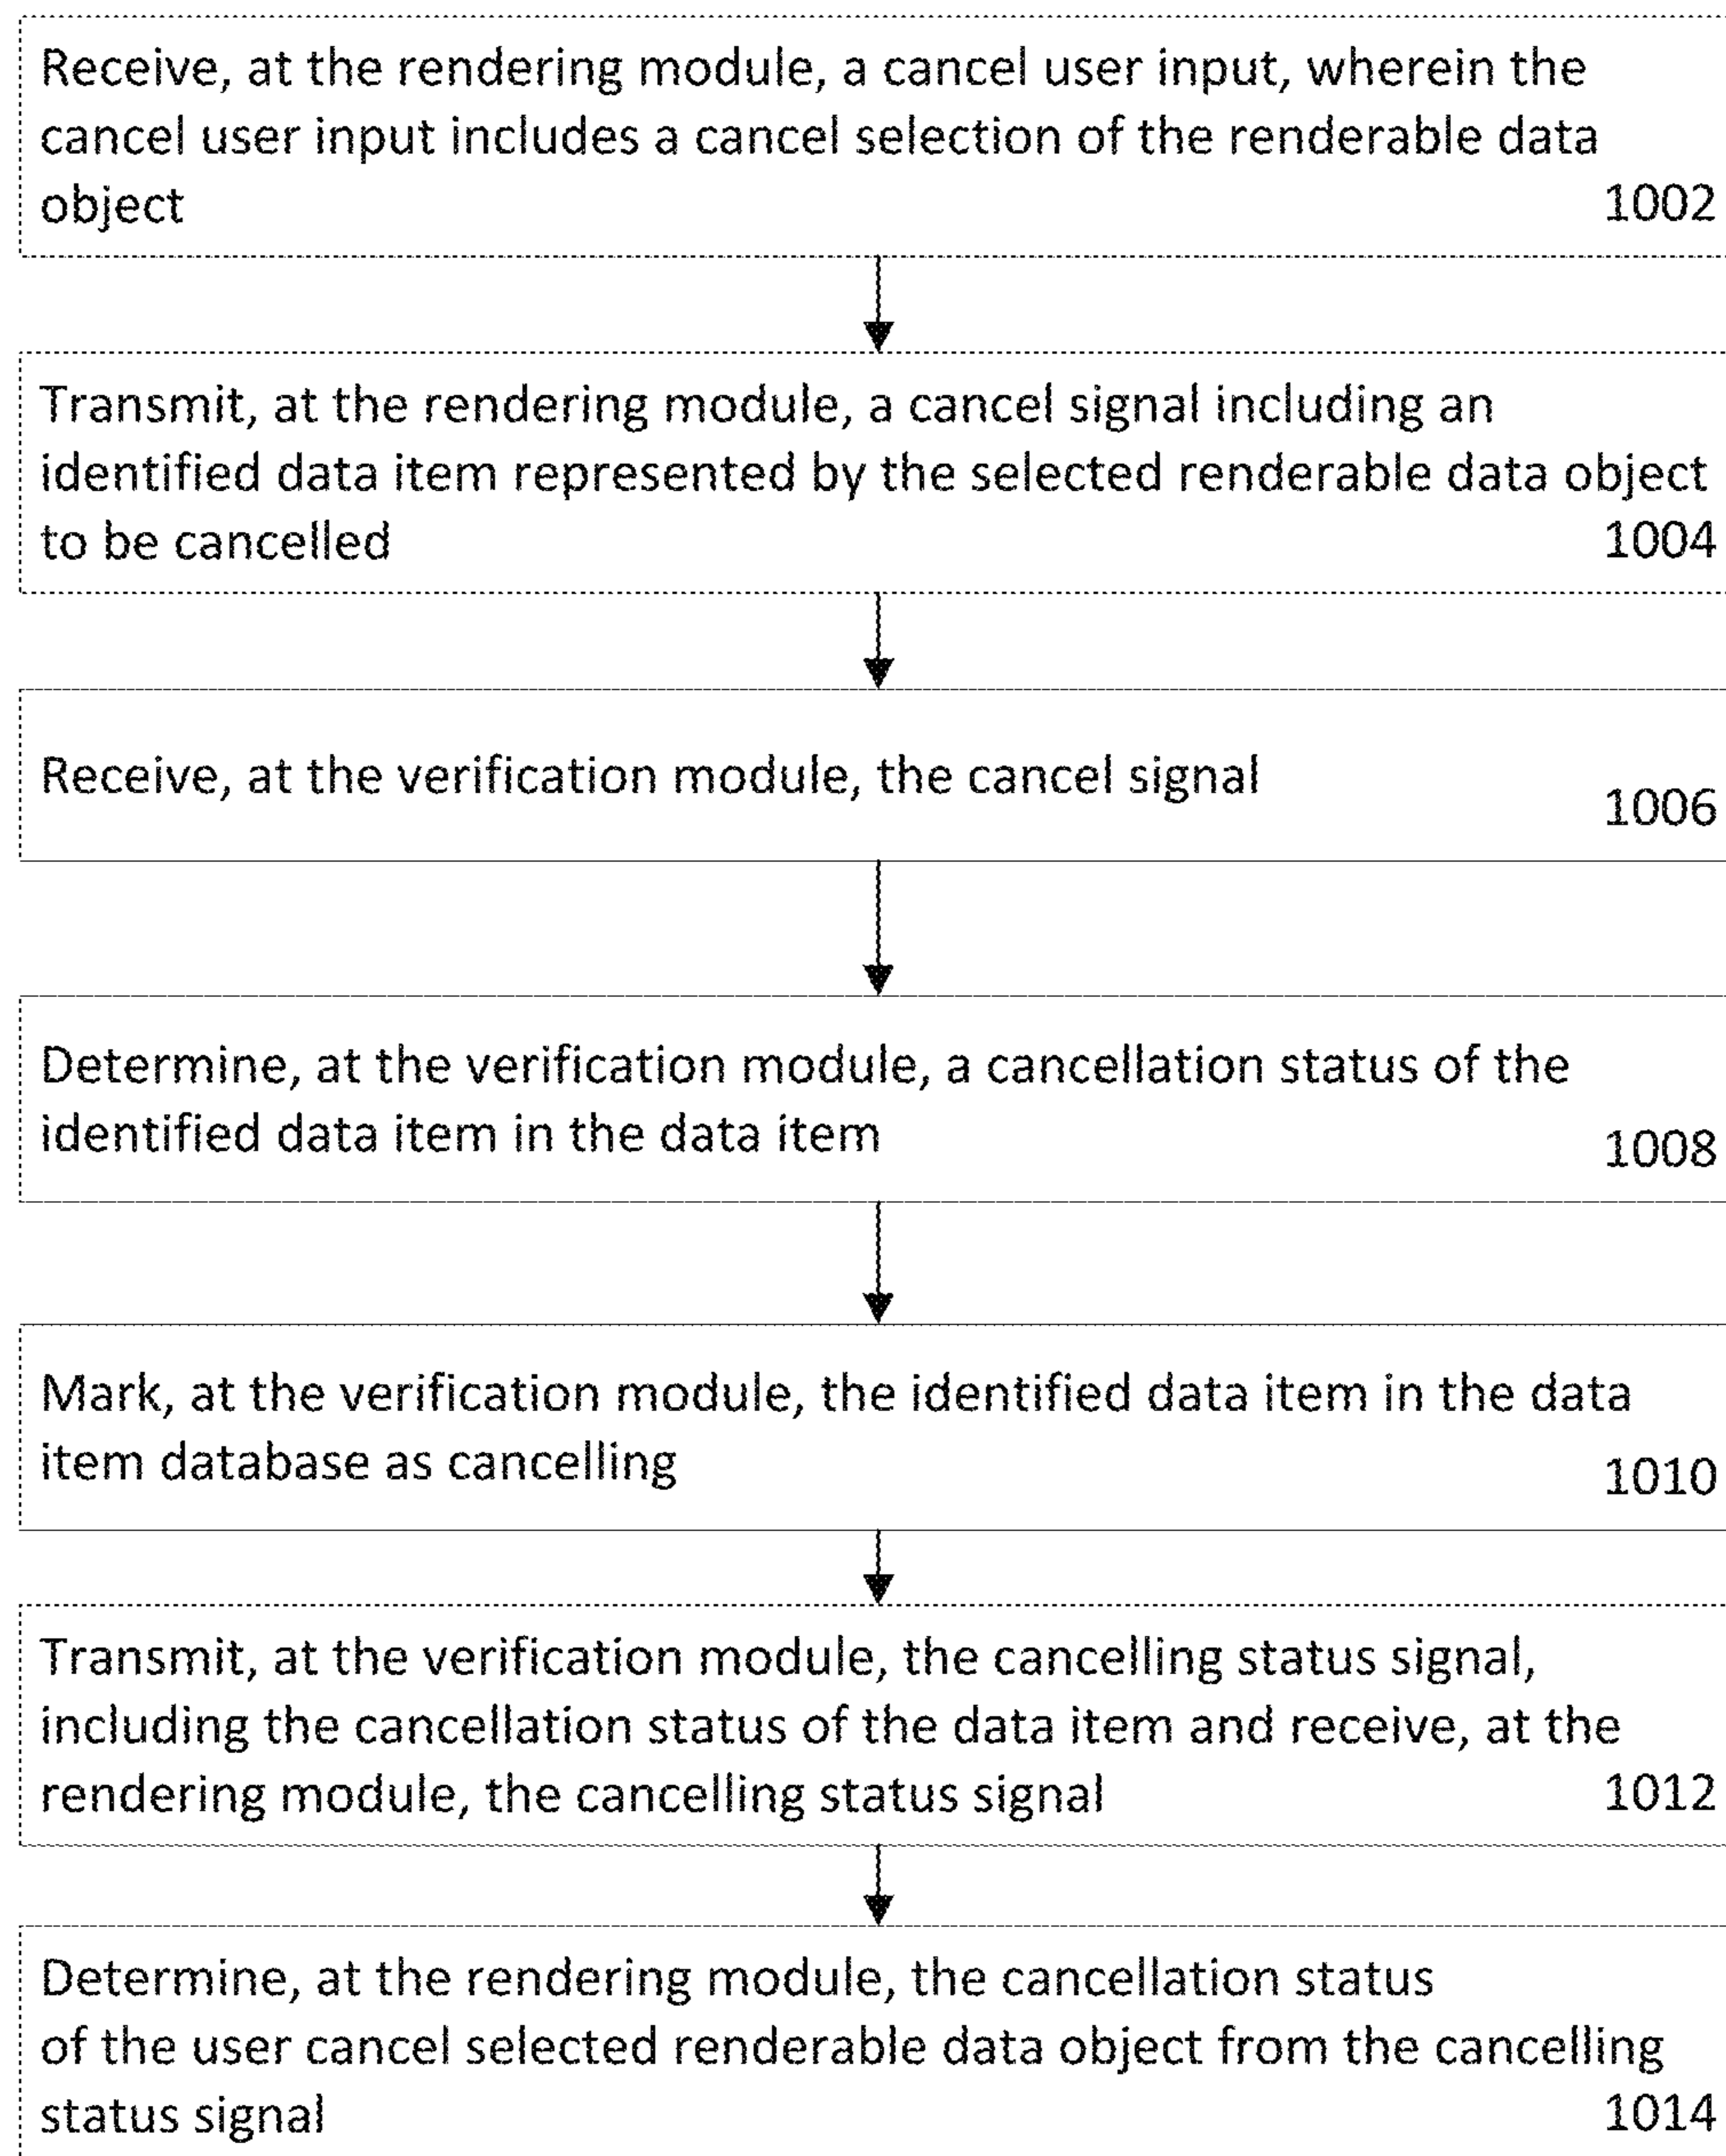 Receive, at the rendering module, a cancel user input, wherein the
cancel user input includes a cancel selection of the renderable data
object 1002
Transmit, at the rendering module, a cancel signal including an
identified data item represented by the selected renderable data object
to be cancelled 1004
Receive, at the verification module, the cancel signal
1006
Determine, at the verification module, a cancellation status of the
identified data item in the data item
1008
Mark, at the verification module, the identified data item in the data
item database as cancelling
1010
Transmit, at the verification module, the cancelling status signal,
including the cancellation status of the data item and receive, at the
rendering module, the cancelling status signal 1012
Determine, at the rendering module, the cancellation status
of the user cancel selected renderable data object from the cancelling
status signal 1014